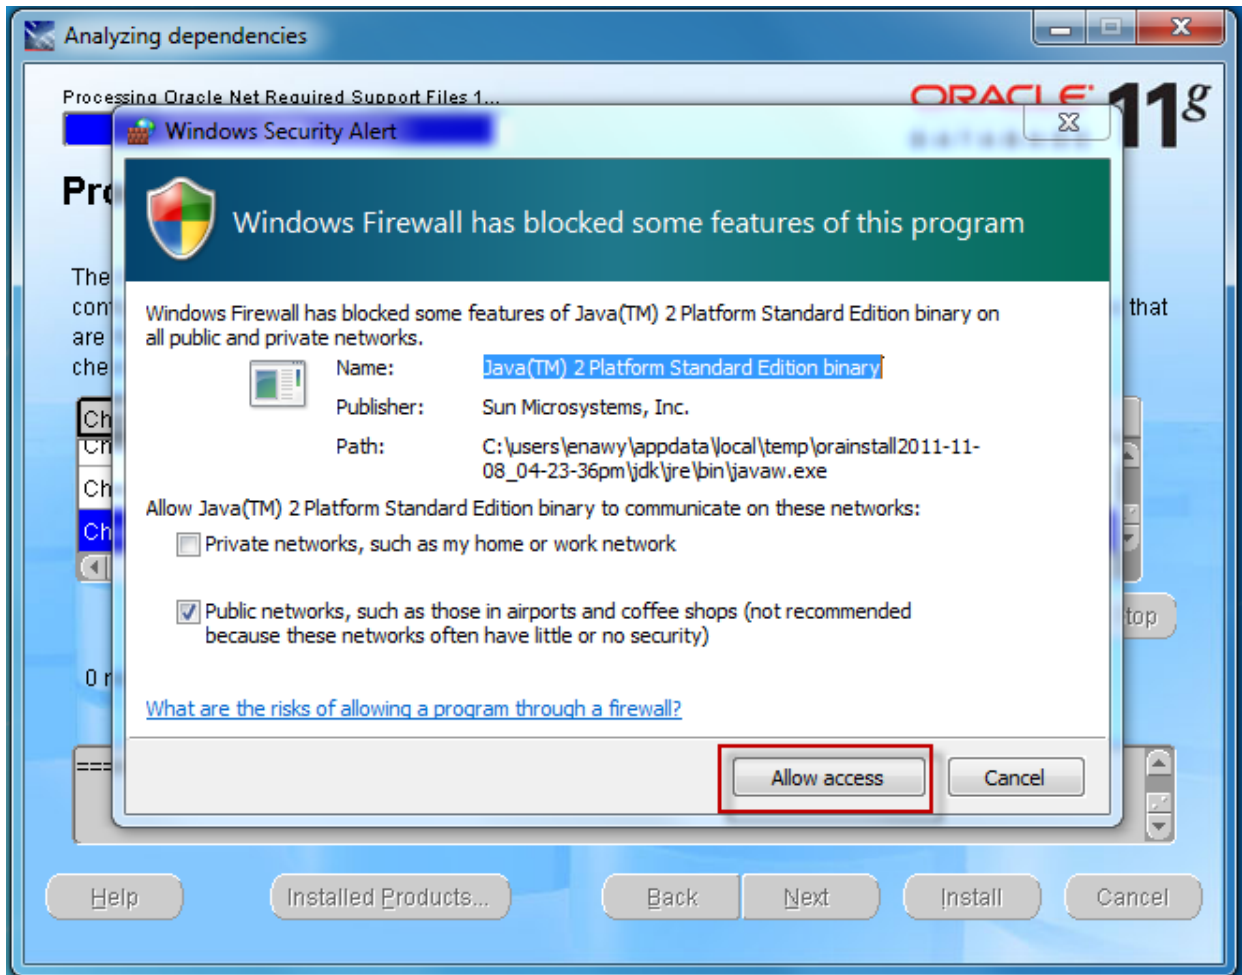 Analyzing dependencies
Processing Oracle Net Required Support Files 1...
ORACLE
11g
Windows Security Alert
Windows Firewall has blocked some features of this program
The
that
are
Windows Firewall has blocked some features of Java(TM) 2 Platform Standard Edition binary on
all public and private networks.
Name: Java(TM) 2 Platform Standard Edition binary
Publisher: Sun Microsystems, Inc.
Path: C:\users\enawy\appdata\local\temp\orainstall2011-11-
08_04-23-36pm\jdk\jre\bin\javaw.exe
Allow Java(TM) 2 Platform Standard Edition binary to communicate on these networks:
Private networks, such as my home or work network
Public networks, such as those in airports and coffee shops (not recommended
because these networks often have little or no security)
What are the risks of allowing a program through a firewall?
Allow access
Cancel
Help
Installed Products...
Back
Next
Install
Cancel